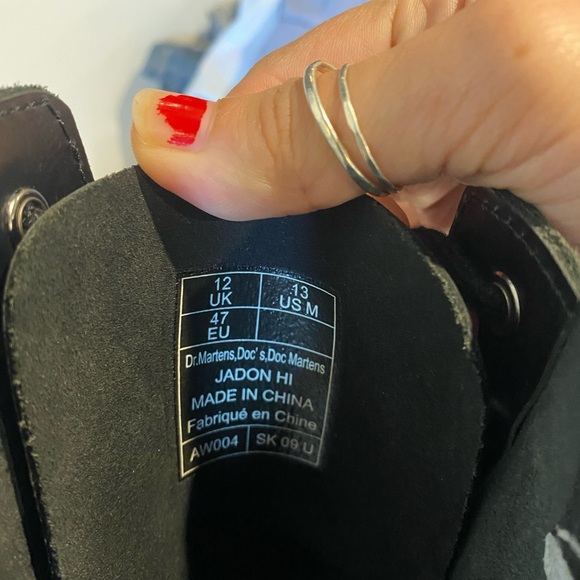 12 UK
13 US M
47 EU
Dr.Martens,Doc's,Doc Martens
JADON HI
MADE IN CHINA
Fabriqué en Chine
AW004 SK 09 U